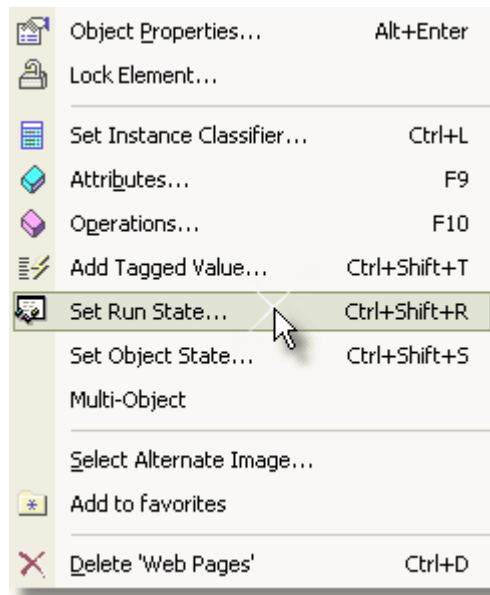 Object Properties... Alt+Enter
Lock Element...
Set Instance Classifier... Ctrl+L
Attributes... F9
Operations... F10
Add Tagged Value... Ctrl+Shift+T
Set Run State... Ctrl+Shift+R
Set Object State... Ctrl+Shift+S
Multi-Object
Select Alternate Image...
Add to favorites
Delete 'Web Pages' Ctrl+D